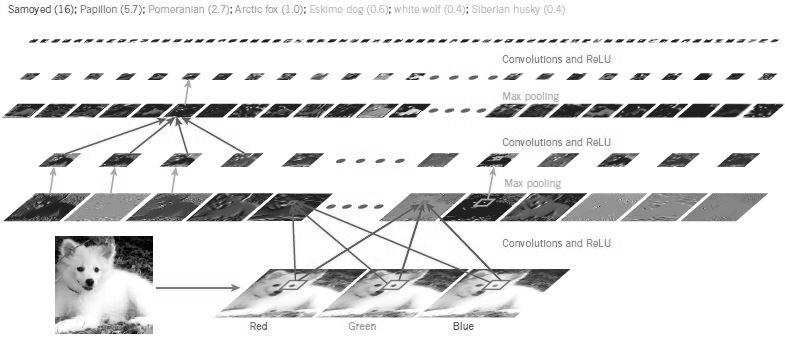 Samoyed (16); Papillon (5.7); Pomeranian (2.7); Arctic fox (1.0); Eskimo dog (0.6); white wolf (0.4); Siberian husky (0.4)
Convolutions and ReLU
Max pooling
Convolutions and ReLU
Max pooling
Convolutions and ReLU
Red
Green
Blue